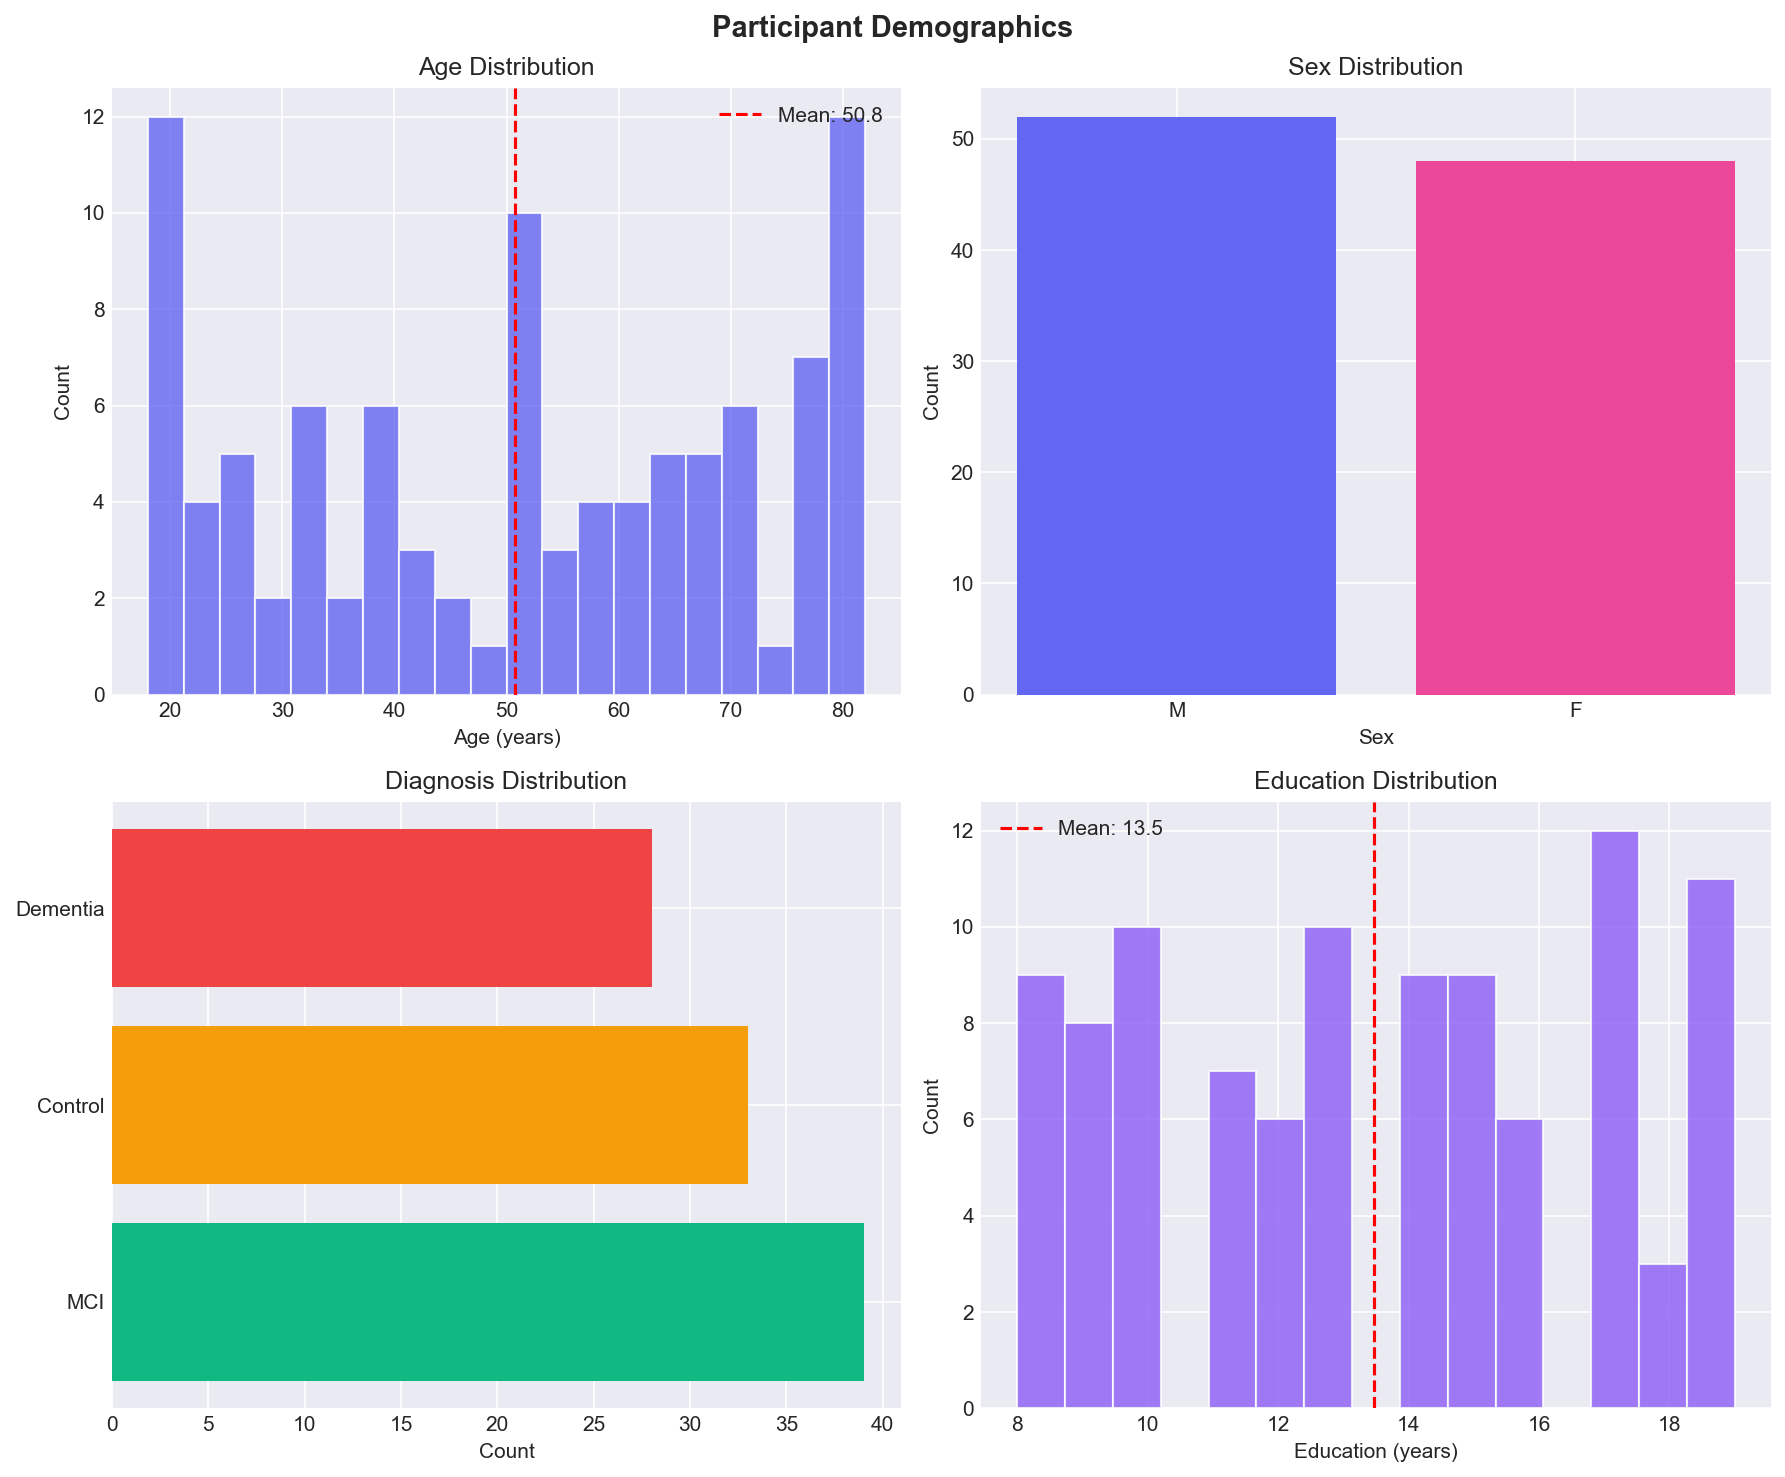 Participant Demographics
Age Distribution
Mean: 50.8
12
10
8
6
4
2
0
Count
20 30 40 50 60 70 80
Age (years)
Sex Distribution
50
40
30
20
10
0
Count
M F
Sex
Diagnosis Distribution
Dementia
Control
MCI
0 5 10 15 20 25 30 35 40
Count
Education Distribution
Mean: 13.5
12
10
8
6
4
2
0
Count
8 10 12 14 16 18
Education (years)